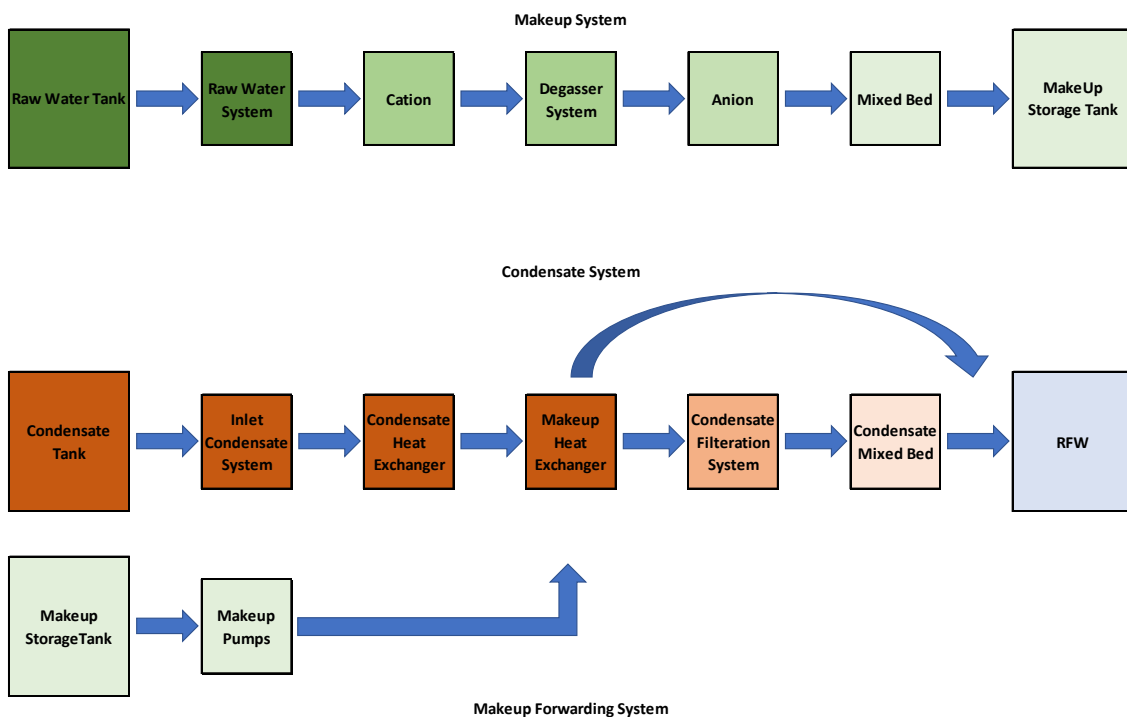 Makeup System
Raw Water Tank
Raw Water
System
Cation
Degasser
System
Anion
Mixed Bed
MakeUp
Storage Tank
Condensate System
Condensate
Tank
Inlet
Condensate
System
Condensate
Heat
Exchanger
Makeup
Heat
Exchanger
Condensate
Filteration
System
Condensate
Mixed Bed
RFW
Makeup
StorageTank
Makeup
Pumps
Makeup Forwarding System